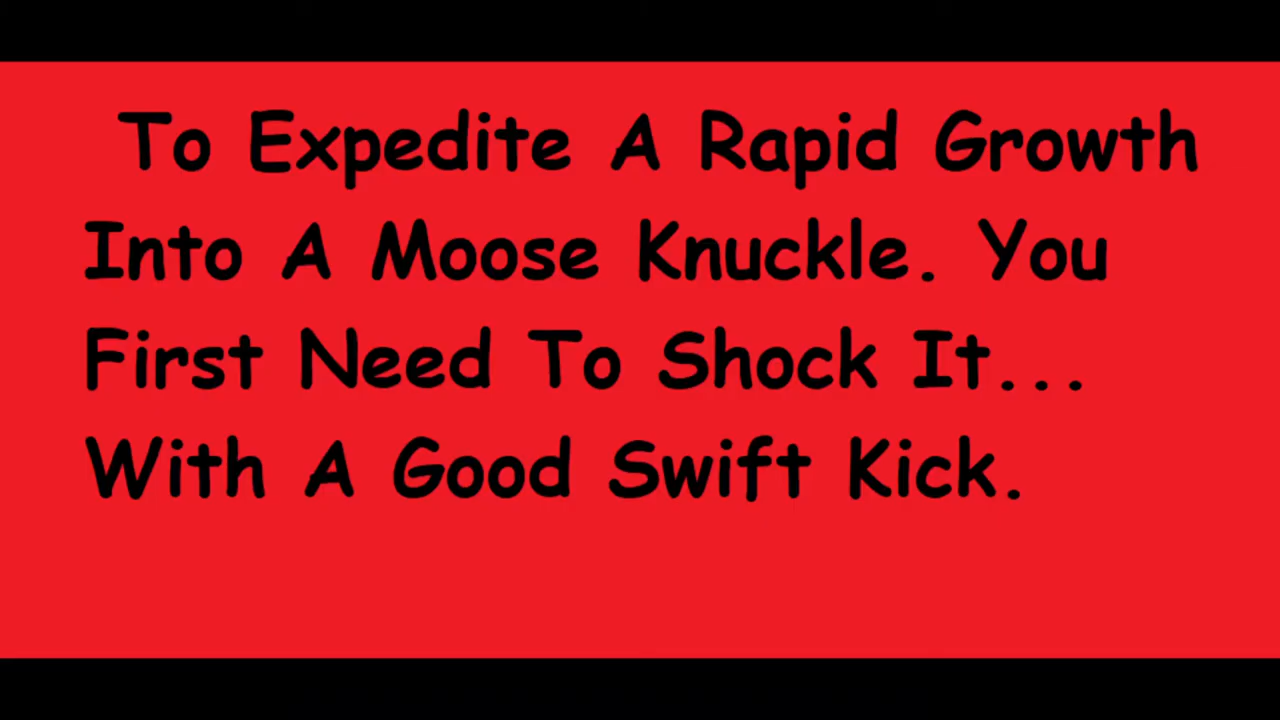 To Expedite A Rapid Growth
Into A Moose Knuckle. You
First Need To Shock It...
With A Good Swift Kick.